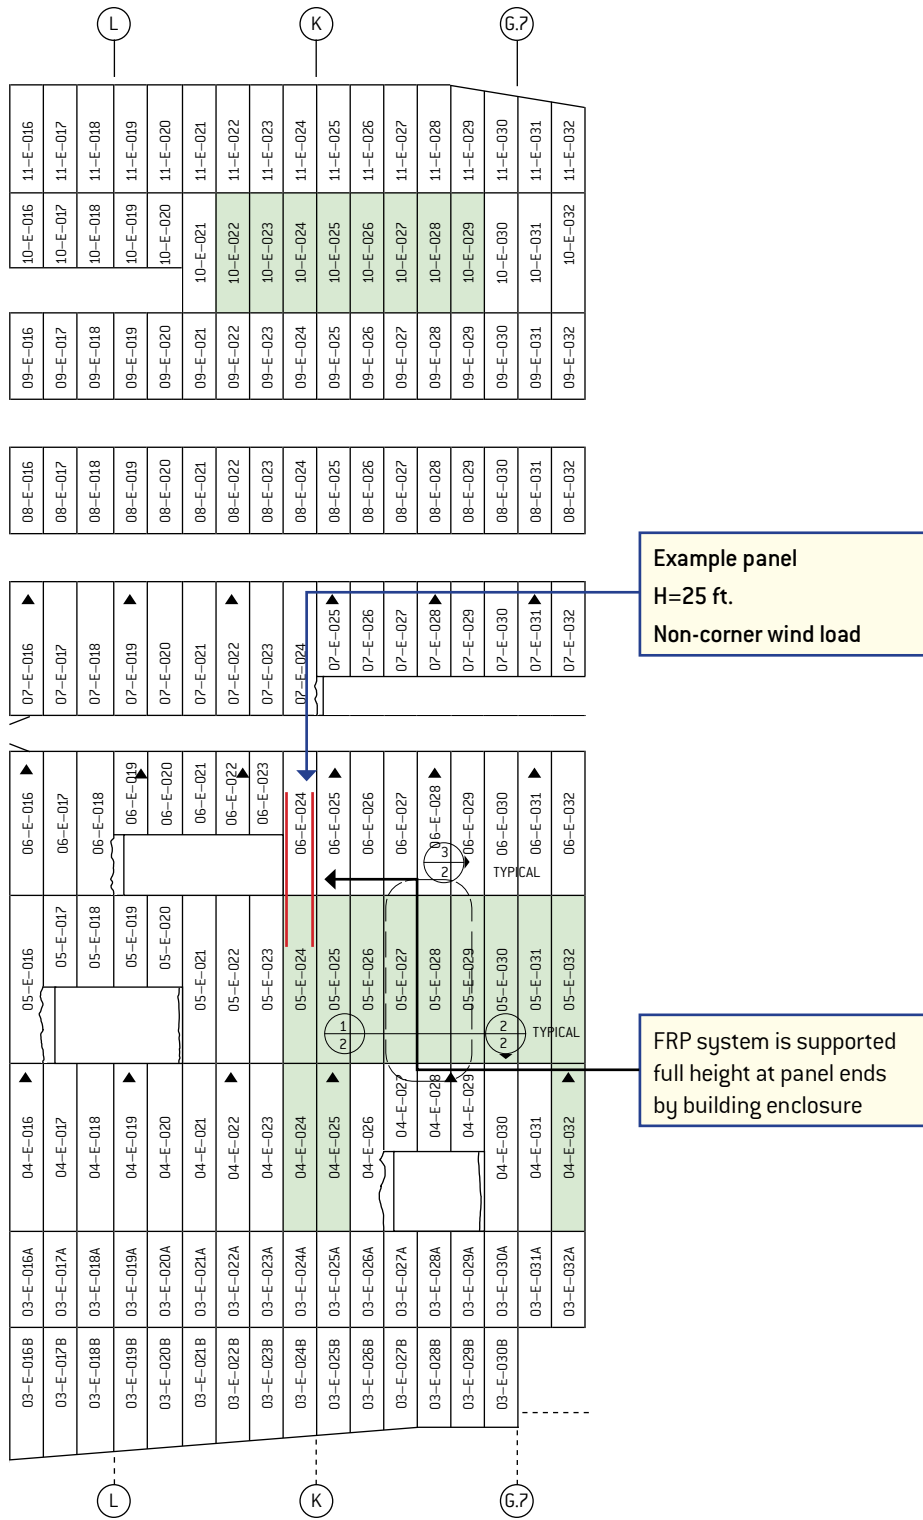 L K G.7
11–E–016 11–E–017 11–E–018 11–E–019 11–E–020 11–E–021 11–E–022 11–E–023 11–E–024 11–E–025 11–E–026 11–E–027 11–E–028 11–E–029 11–E–030 11–E–031 11–E–032
10–E–016 10–E–017 10–E–018 10–E–019 10–E–020 10–E–021 10–E–022 10–E–023 10–E–024 10–E–025 10–E–026 10–E–027 10–E–028 10–E–029 10–E–030 10–E–031 10–E–032
09–E–016 09–E–017 09–E–018 09–E–019 09–E–020 09–E–021 09–E–022 09–E–023 09–E–024 09–E–025 09–E–026 09–E–027 09–E–028 09–E–029 09–E–030 09–E–031 09–E–032
08–E–016 08–E–017 08–E–018 08–E–019 08–E–020 08–E–021 08–E–022 08–E–023 08–E–024 08–E–025 08–E–026 08–E–027 08–E–028 08–E–029 08–E–030 08–E–031 08–E–032
Example panel
H=25 ft.
Non-corner wind load
07–E–016 07–E–017 07–E–018 07–E–019 07–E–020 07–E–021 07–E–022 07–E–023 07–E–024 07–E–025 07–E–026 07–E–027 07–E–028 07–E–029 07–E–030 07–E–031 07–E–032
06–E–016 06–E–017 06–E–018 06–E–019 06–E–020 06–E–021 06–E–022 06–E–023 06–E–024 06–E–025 06–E–026 06–E–027 06–E–028 06–E–029 06–E–030 06–E–031 06–E–032
3
2
TYPICAL
05–E–016 05–E–017 05–E–018 05–E–019 05–E–020 05–E–021 05–E–022 05–E–023 05–E–024 05–E–025 05–E–026 05–E–027 05–E–028 05–E–029 05–E–030 05–E–031 05–E–032
1
2
2
2
TYPICAL
FRP system is supported
full height at panel ends
by building enclosure
04–E–016 04–E–017 04–E–018 04–E–019 04–E–020 04–E–021 04–E–022 04–E–023 04–E–024 04–E–025 04–E–026 04–E–027 04–E–028 04–E–029 04–E–030 04–E–031 04–E–032
03–E–016A 03–E–017A 03–E–018A 03–E–019A 03–E–020A 03–E–021A 03–E–022A 03–E–023A 03–E–024A 03–E–025A 03–E–026A 03–E–027A 03–E–028A 03–E–029A 03–E–030A 03–E–031A 03–E–032A
03–E–016B 03–E–017B 03–E–018B 03–E–019B 03–E–020B 03–E–021B 03–E–022B 03–E–023B 03–E–024B 03–E–025B 03–E–026B 03–E–027B 03–E–028B 03–E–029B 03–E–030B
L K G.7